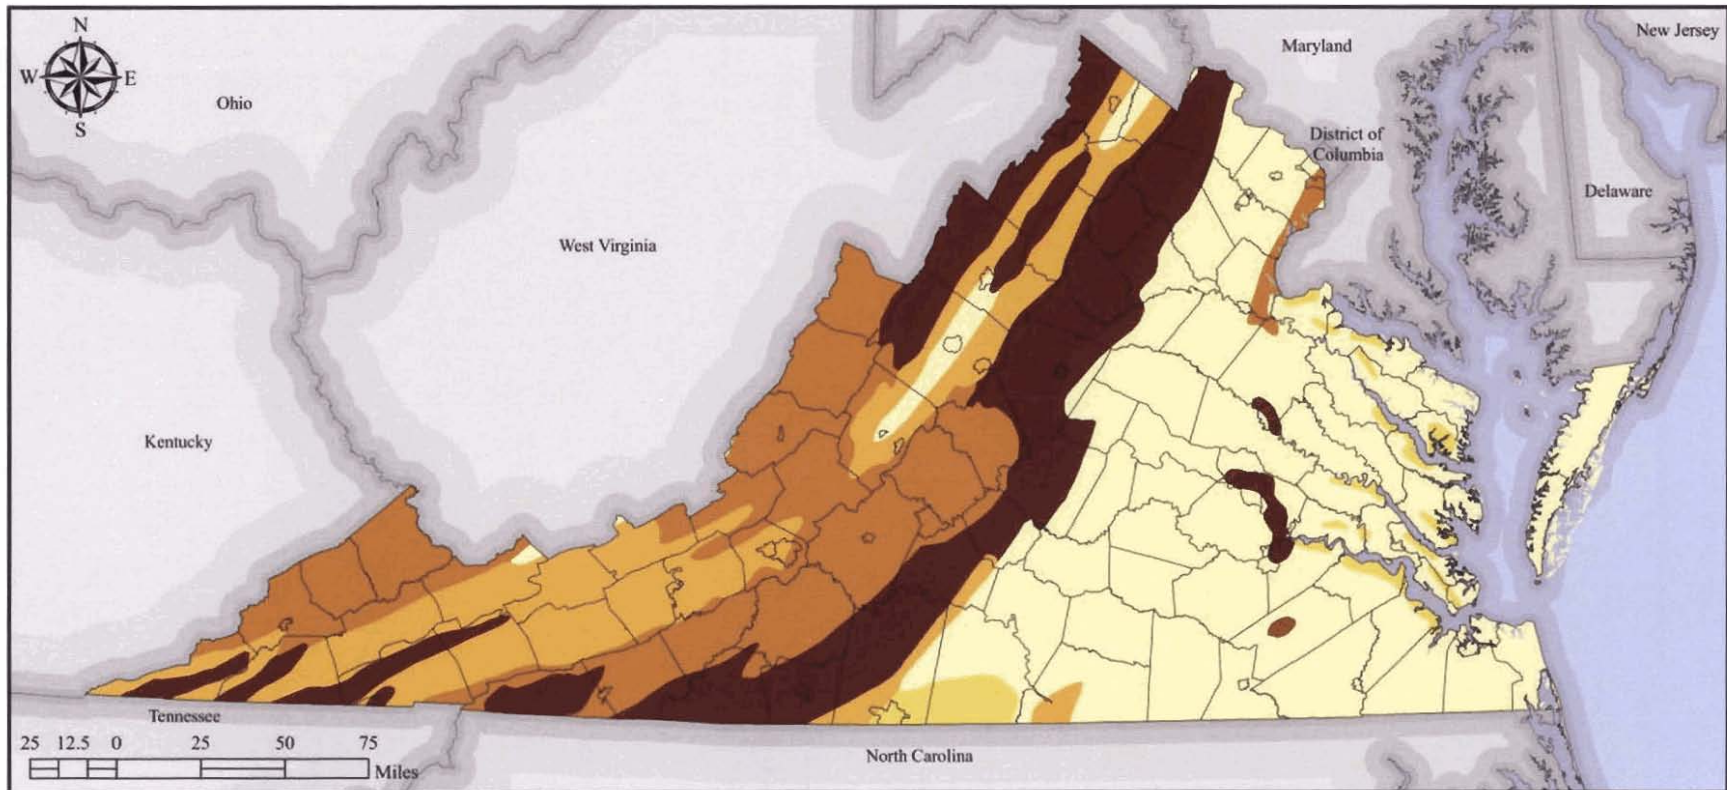 N
W
E
S
Ohio
Maryland
New Jersey
District of
Columbia
Delaware
West Virginia
Kentucky
Tennessee
North Carolina
25 12.5 0 25 50 75
Miles